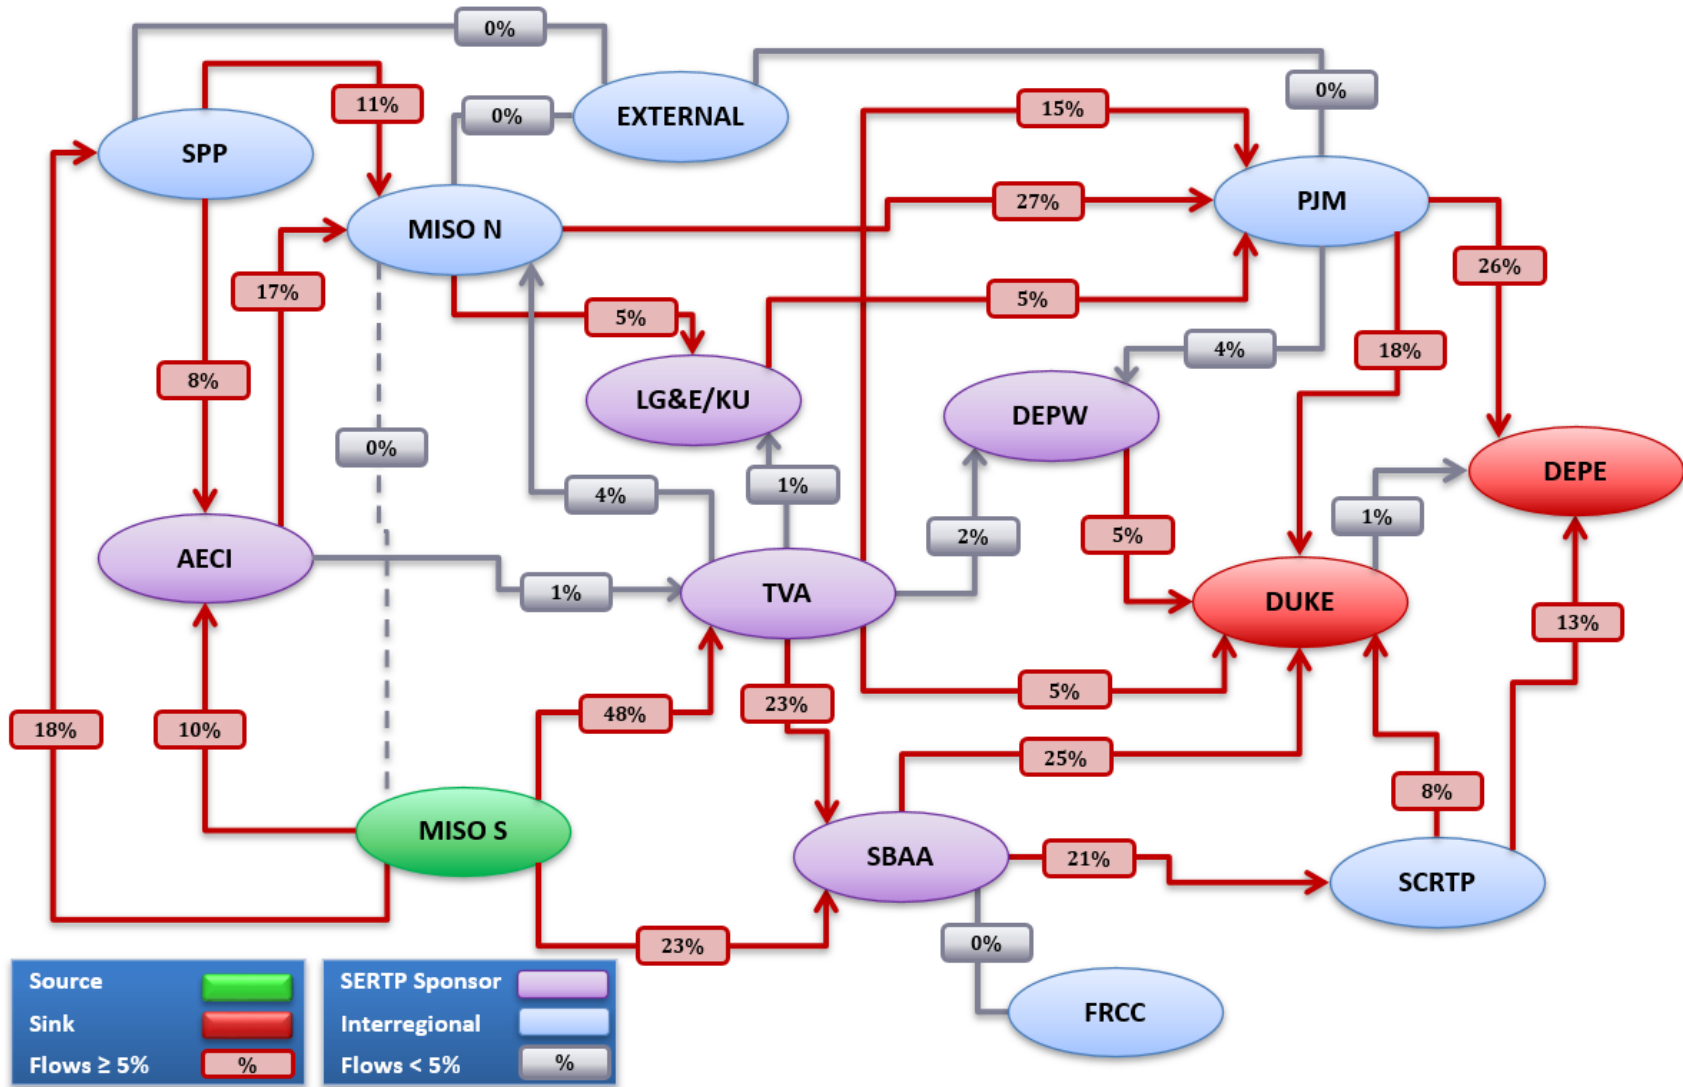 0%
11%
0%
EXTERNAL
15%
0%
SPP
MISO N
27%
PJM
17%
5%
5%
26%
8%
4%
18%
LG&E/KU
DEPW
0%
DEPE
4%
1%
2%
5%
1%
AECI
1%
TVA
DUKE
13%
18%
10%
48%
23%
5%
25%
8%
MISO S
SBAA
21%
SCRTP
23%
0%
FRCC
Source
Sink
Flows ≥ 5% %
SERTP Sponsor
Interregional
Flows < 5% %